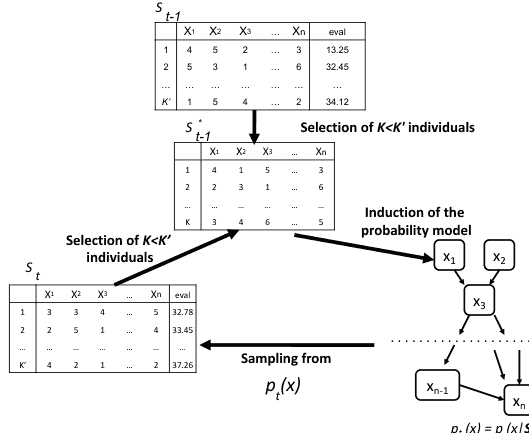 S t-1
X1 X2 X3 ... Xn eval
1 4 5 2 ... 3 13.25
2 5 3 1 ... 6 32.45
... ... ... ... ... ...
K' 1 5 4 ... 2 34.12
Selection of K<K' individuals
S * t-1
X1 X2 X3 ... Xn
1 4 1 5 ... 3
2 2 3 1 ... 6
... ... ... ... ...
K 3 4 6 ... 5
Induction of the
probability model
Selection of K<K'
individuals
x1 x2
x3
S t
X1 X2 X3 ... Xn eval
1 3 3 4 ... 5 32.78
2 2 5 1 ... 4 33.45
... ... ... ... ... ...
K' 4 2 1 ... 2 37.26
Sampling from
pt(x)
xn-1
xn
pt(x) = p(x|S